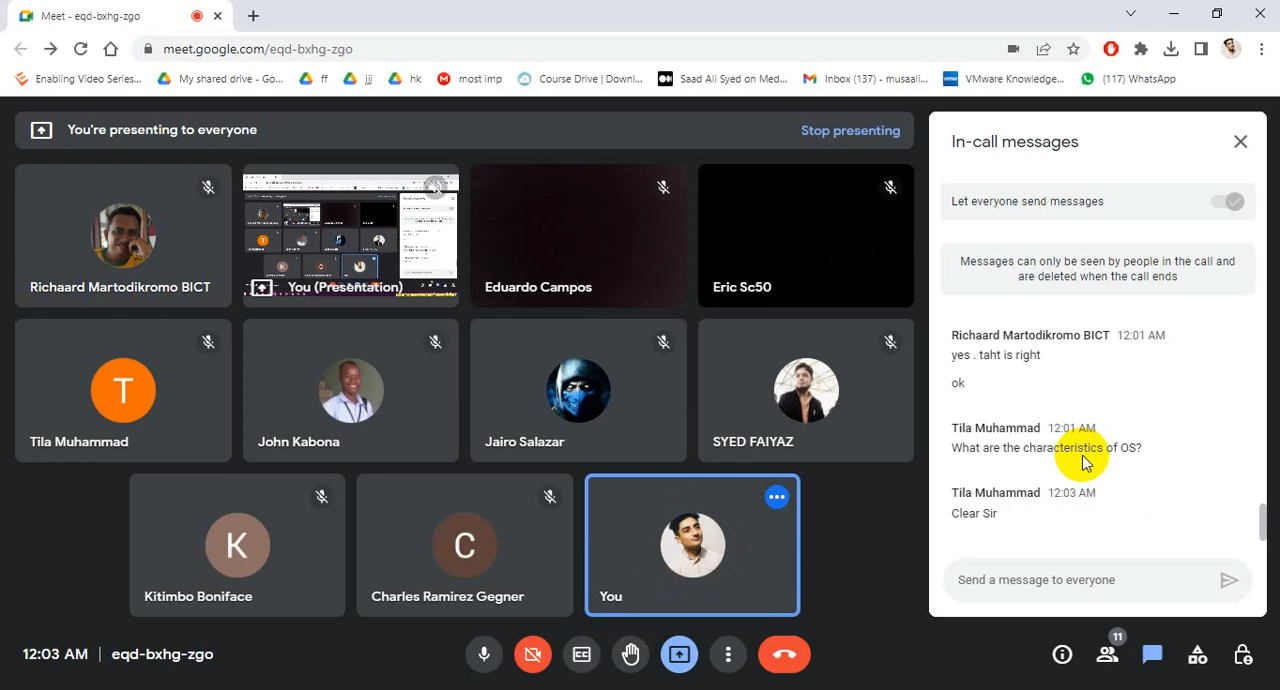 Meet - eqd-bxhg-zgo
meet.google.com/eqd-bxhg-zgo
Enabling Video Series...
My shared drive - Go...
ff
jjj
hk
most imp
Course Drive | Downl...
Saad Ali Syed on Med...
Inbox (137) - musaali...
VMware Knowledge...
(117) WhatsApp
You're presenting to everyone
Stop presenting
Richaard Martodikromo BICT
You (Presentation)
Eduardo Campos
Eric Sc50
T
Tila Muhammad
John Kabona
Jairo Salazar
SYED FAIYAZ
K
Kitimbo Boniface
C
Charles Ramirez Gegner
You
In-call messages
Let everyone send messages
Messages can only be seen by people in the call and
are deleted when the call ends
Richaard Martodikromo BICT 12:01 AM
yes . taht is right
ok
Tila Muhammad 12:01 AM
What are the characteristics of OS?
Tila Muhammad 12:03 AM
Clear Sir
Send a message to everyone
12:03 AM | eqd-bxhg-zgo
11